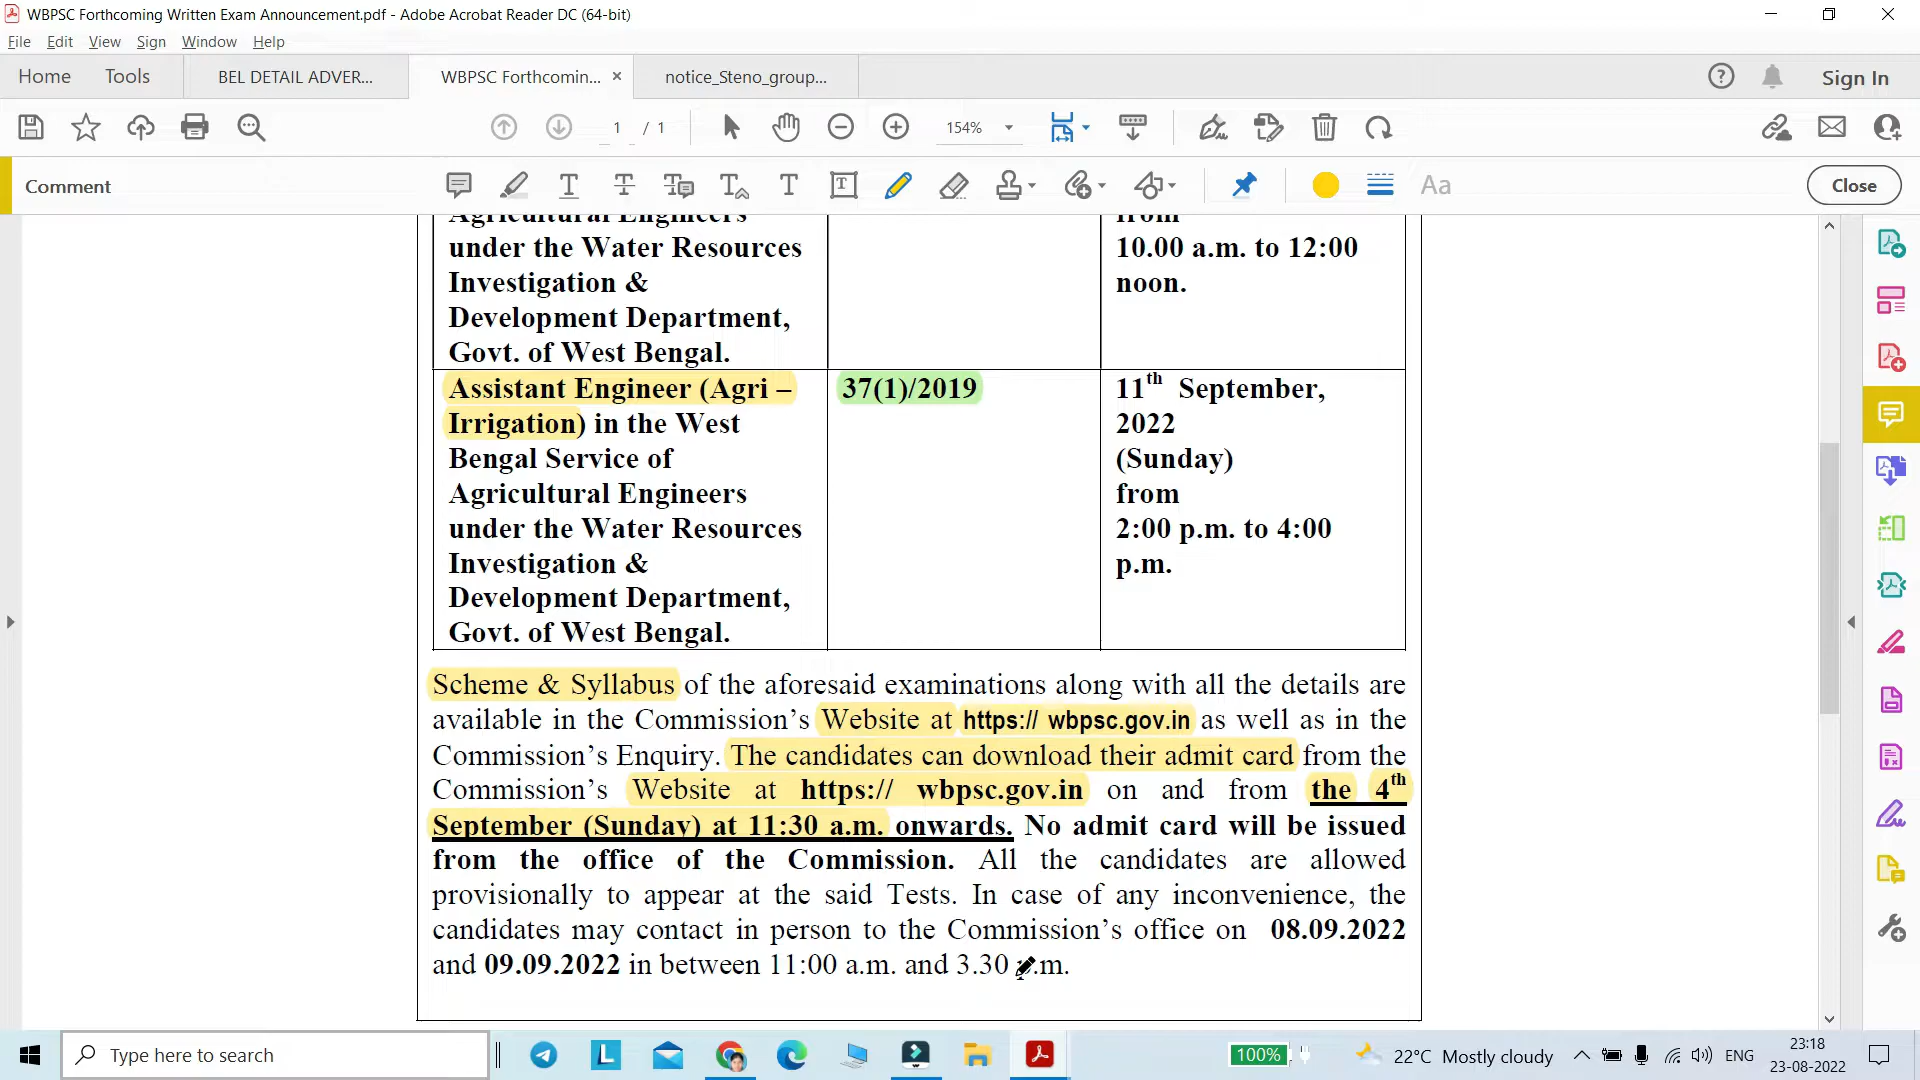 WBPSC Forthcoming Written Exam Announcement.pdf - Adobe Acrobat Reader DC (64-bit)
File Edit View Sign Window Help
Home Tools BEL DETAIL ADVER... WBPSC Forthcomin... × notice_Steno_group... Sign In
1 / 1 154%
Comment Aa Close
Agricultural Engineers
under the Water Resources
Investigation &
Development Department,
Govt. of West Bengal.
from
10.00 a.m. to 12:00
noon.
Assistant Engineer (Agri –
Irrigation) in the West
Bengal Service of
Agricultural Engineers
under the Water Resources
Investigation &
Development Department,
Govt. of West Bengal.
37(1)/2019
11th September,
2022
(Sunday)
from
2:00 p.m. to 4:00
p.m.
Scheme & Syllabus of the aforesaid examinations along with all the details are
available in the Commission’s Website at https:// wbpsc.gov.in as well as in the
Commission’s Enquiry. The candidates can download their admit card from the
Commission’s Website at https:// wbpsc.gov.in on and from the 4th
September (Sunday) at 11:30 a.m. onwards. No admit card will be issued
from the office of the Commission. All the candidates are allowed
provisionally to appear at the said Tests. In case of any inconvenience, the
candidates may contact in person to the Commission’s office on 08.09.2022
and 09.09.2022 in between 11:00 a.m. and 3.30 .m.
Type here to search
100% 22°C Mostly cloudy ENG
23:18
23-08-2022